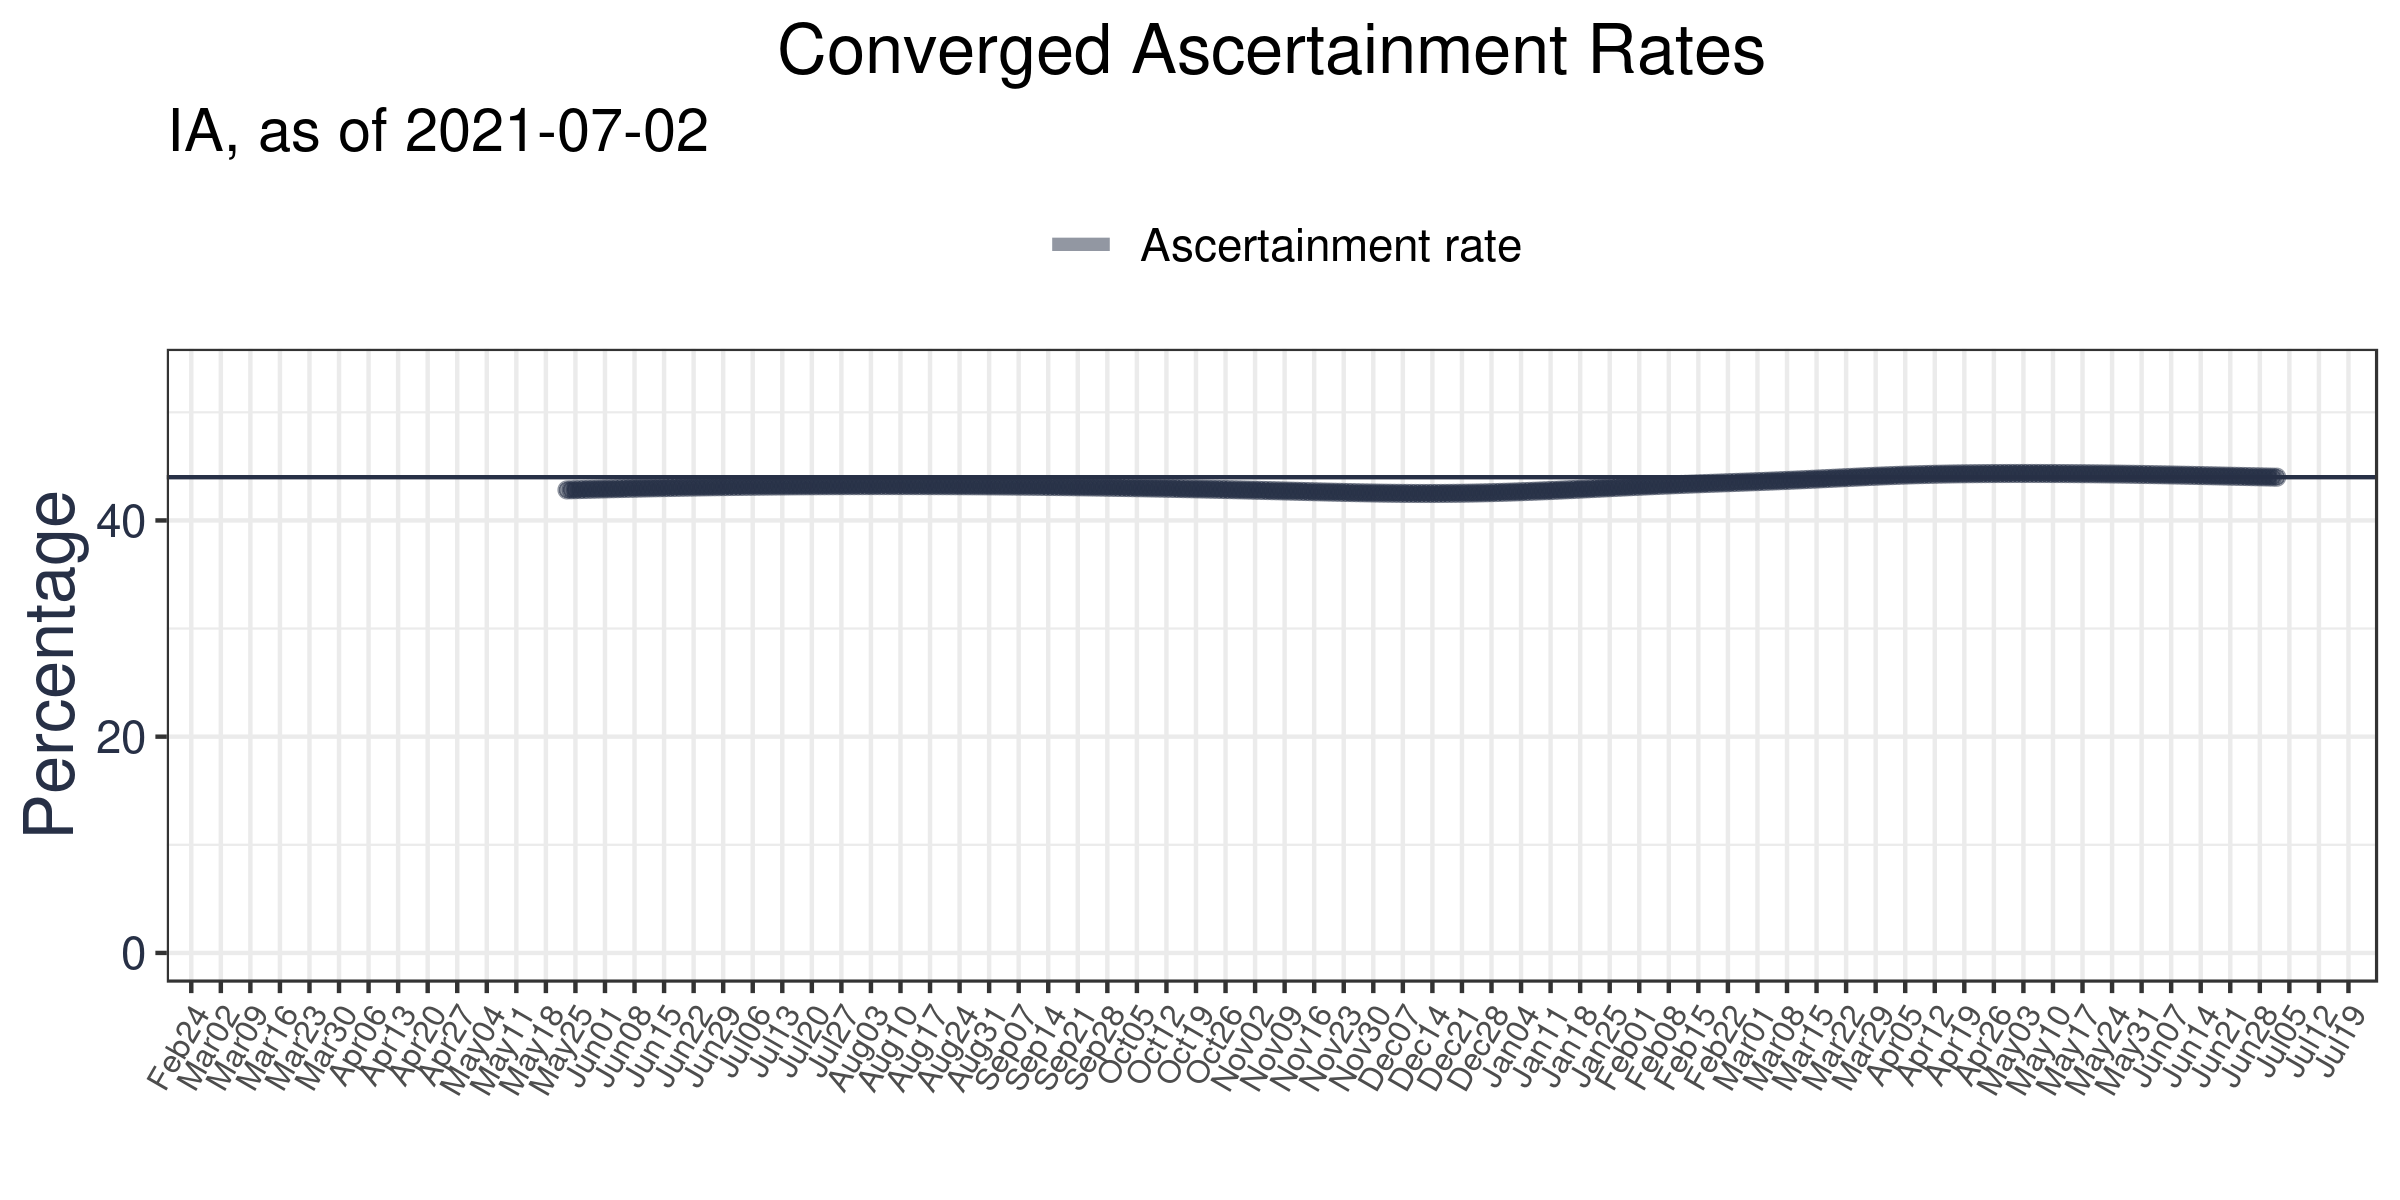 Converged Ascertainment Rates
IA, as of 2021-07-02
Ascertainment rate
Percentage
40
20
0
Feb24
Mar02
Mar09
Mar16
Mar23
Mar30
Apr06
Apr13
Apr20
Apr27
May04
May11
May18
May25
Jun01
Jun08
Jun15
Jun22
Jun29
Jul06
Jul13
Jul20
Jul27
Aug03
Aug10
Aug17
Aug24
Aug31
Sep07
Sep14
Sep21
Sep28
Oct05
Oct12
Oct19
Oct26
Nov02
Nov09
Nov16
Nov23
Nov30
Dec07
Dec14
Dec21
Dec28
Jan04
Jan11
Jan18
Jan25
Feb01
Feb08
Feb15
Feb22
Mar01
Mar08
Mar15
Mar22
Mar29
Apr05
Apr12
Apr19
Apr26
May03
May10
May17
May24
May31
Jun07
Jun14
Jun21
Jun28
Jul05
Jul12
Jul19